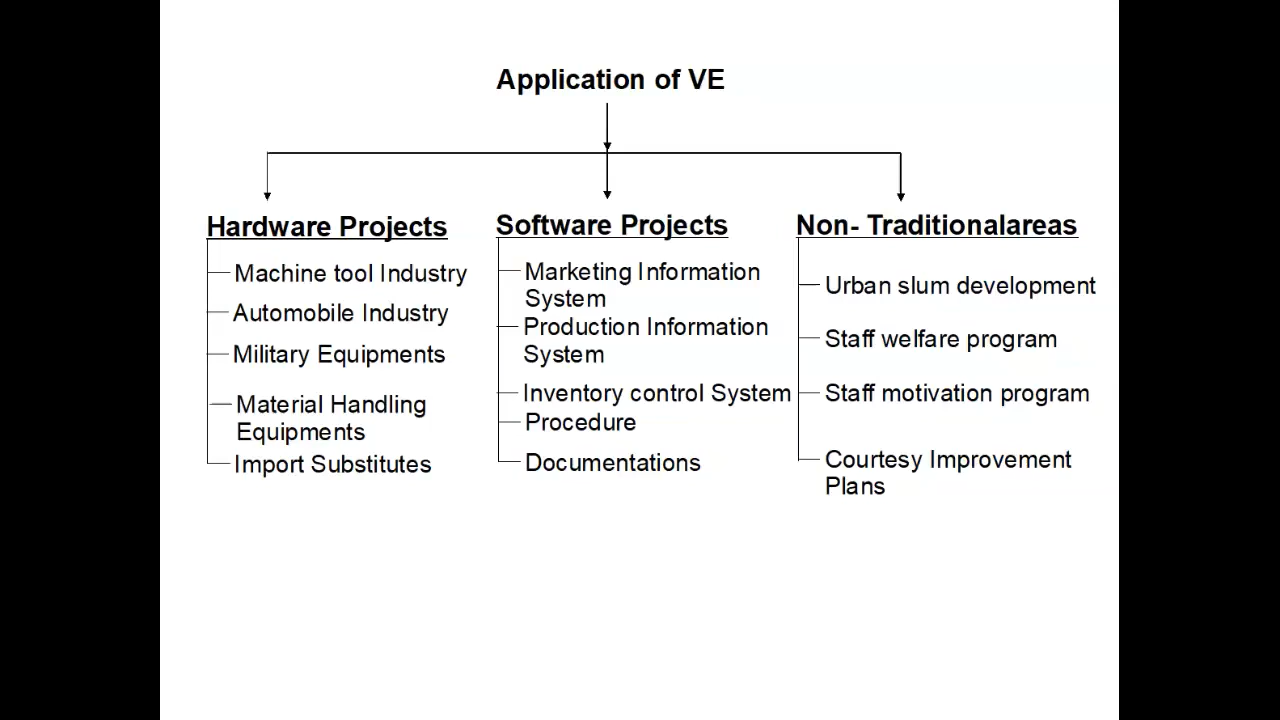 Application of VE
Hardware Projects
Machine tool Industry
Automobile Industry
Military Equipments
Material Handling
Equipments
Import Substitutes
Software Projects
Marketing Information
System
Production Information
System
Inventory control System
Procedure
Documentations
Non- Traditionalareas
Urban slum development
Staff welfare program
Staff motivation program
Courtesy Improvement
Plans